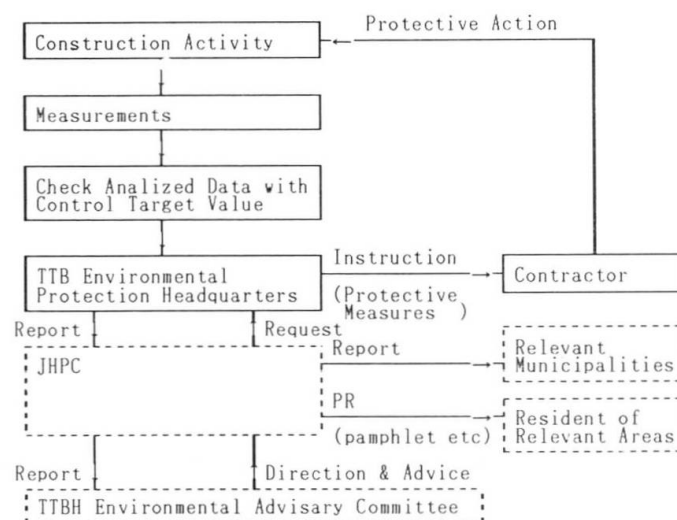 Protective Action
Construction Activity
Measurements
Check Analized Data with
Control Target Value
Instruction
TTB Environmental
Protection Headquarters
(Protective
Measures )
Contractor
Report
Request
JHPC
Report
Relevant
Municipalities
PR
(pamphlet etc)
Resident of
Relevant Areas
Report
Direction & Advice
TTBH Environmental Advisary Committee